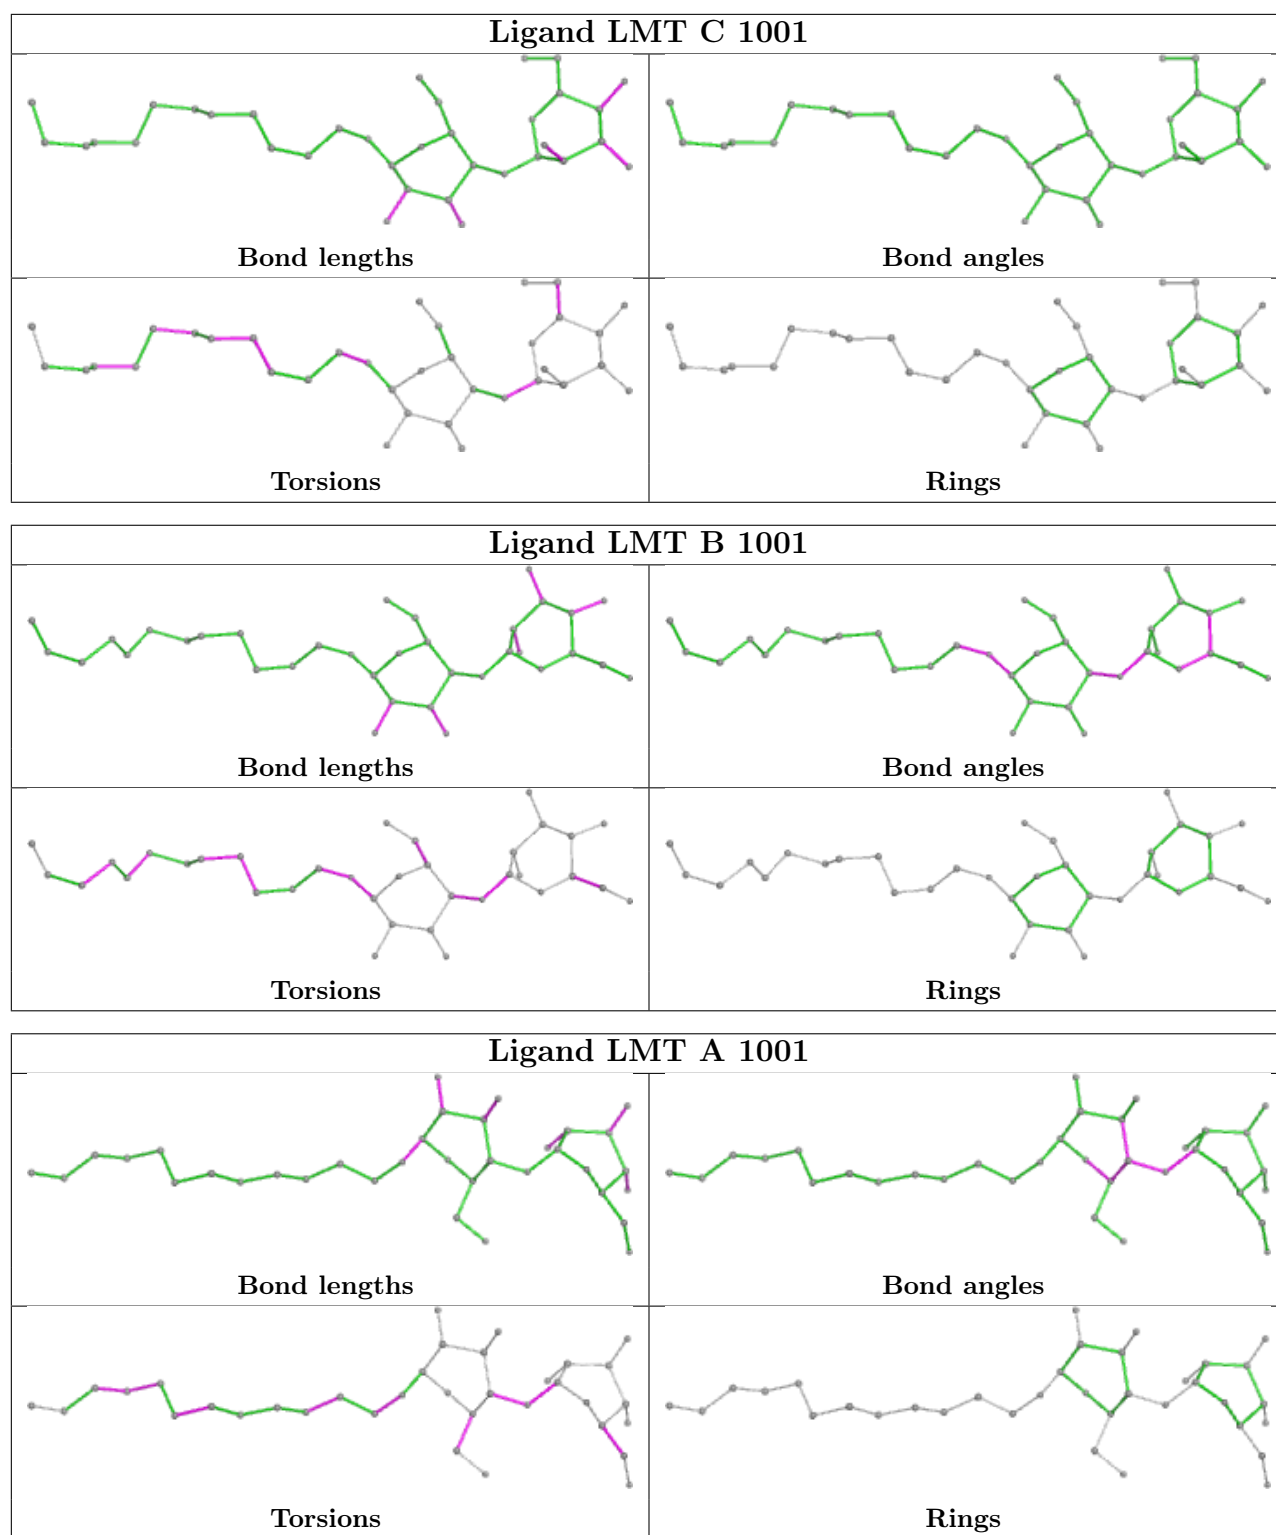 Ligand LMT C 1001
Bond lengths
Bond angles
Torsions
Rings
Ligand LMT B 1001
Bond lengths
Bond angles
Torsions
Rings
Ligand LMT A 1001
Bond lengths
Bond angles
Torsions
Rings